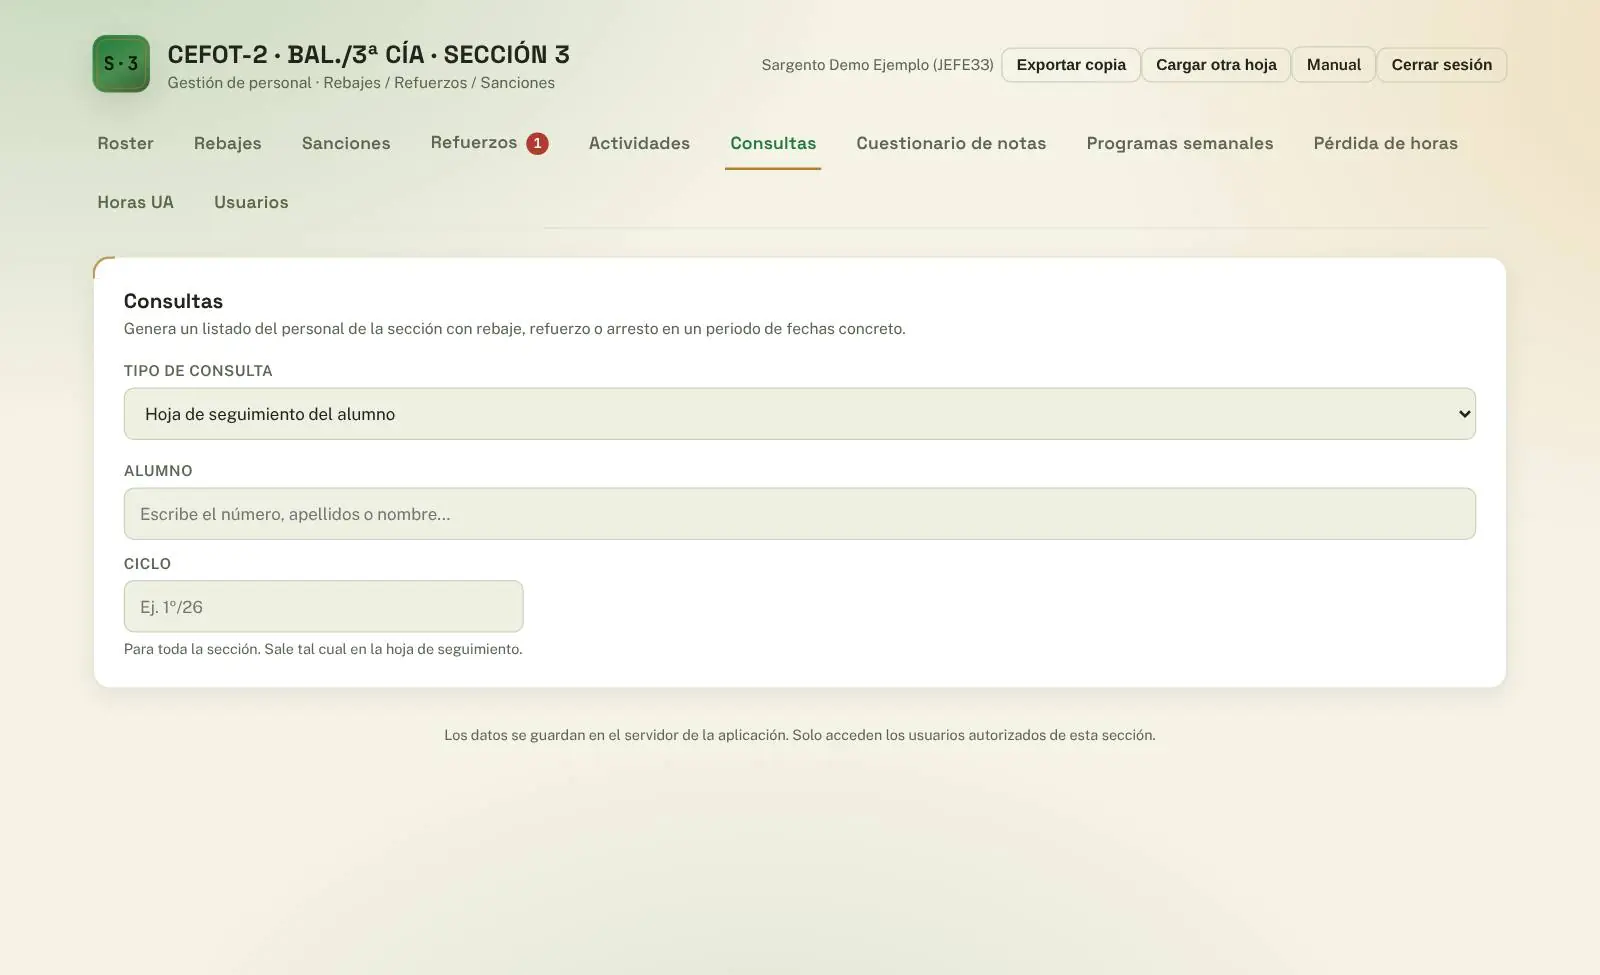 S·3
CEFOT-2 · BAL./3ª CÍA · SECCIÓN 3
Gestión de personal · Rebajes / Refuerzos / Sanciones
Sargento Demo Ejemplo (JEFE33)
Exportar copia
Cargar otra hoja
Manual
Cerrar sesión
Roster
Rebajes
Sanciones
Refuerzos 1
Actividades
Consultas
Cuestionario de notas
Programas semanales
Pérdida de horas
Horas UA
Usuarios
Consultas
Genera un listado del personal de la sección con rebaje, refuerzo o arresto en un periodo de fechas concreto.
TIPO DE CONSULTA
Hoja de seguimiento del alumno
ALUMNO
Escribe el número, apellidos o nombre...
CICLO
Ej. 1º/26
Para toda la sección. Sale tal cual en la hoja de seguimiento.
Los datos se guardan en el servidor de la aplicación. Solo acceden los usuarios autorizados de esta sección.